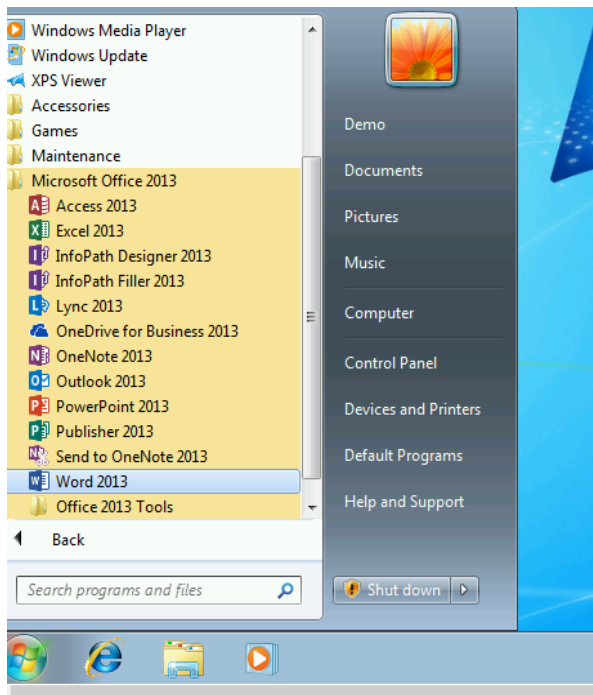 Windows Media Player
Windows Update
XPS Viewer
Accessories
Games
Maintenance
Microsoft Office 2013
Access 2013
Excel 2013
InfoPath Designer 2013
InfoPath Filler 2013
Lync 2013
OneDrive for Business 2013
OneNote 2013
Outlook 2013
PowerPoint 2013
Publisher 2013
Send to OneNote 2013
Word 2013
Office 2013 Tools
Back
Search programs and files
Demo
Documents
Pictures
Music
Computer
Control Panel
Devices and Printers
Default Programs
Help and Support
Shut down